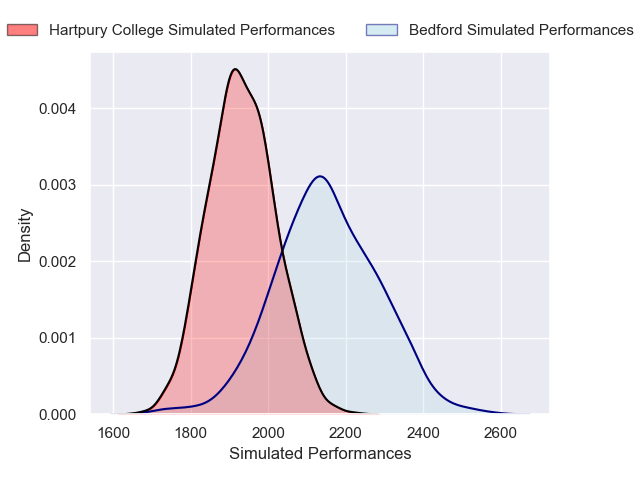 Hartpury College Simulated Performances
Bedford Simulated Performances
Density
0.004
0.003
0.002
0.001
0.000
1600 1800 2000 2200 2400 2600
Simulated Performances